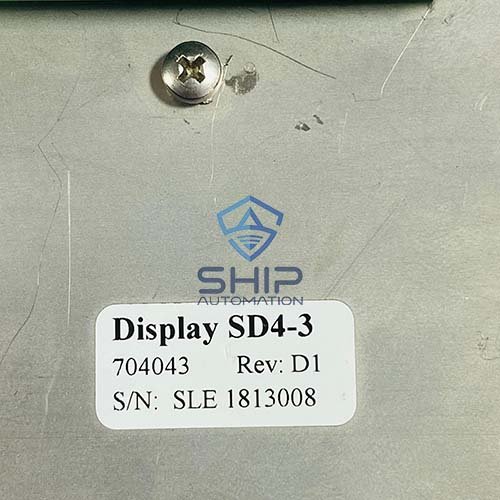 SHIP
AUTOMATION
Display SD4-3
704043 Rev: D1
S/N: SLE 1813008